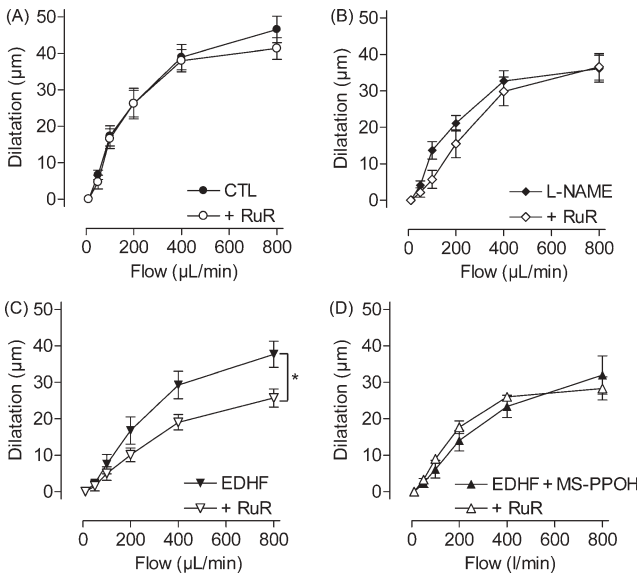 (A)
Dilatation (µm)
50
40
30
20
10
0
CTL
+ RuR
0 200 400 600 800
Flow (µL/min)
(B)
Dilatation (µm)
50
40
30
20
10
0
L-NAME
+ RuR
0 200 400 600 800
Flow (µL/min)
(C)
Dilatation (µm)
50
40
30
20
10
0
*
EDHF
+ RuR
200 400 600 800
Flow (µL/min)
(D)
Dilatation (µm)
50
40
30
20
10
0
EDHF + MS-PPOH
+ RuR
0 200 400 600 800
Flow (l/min)